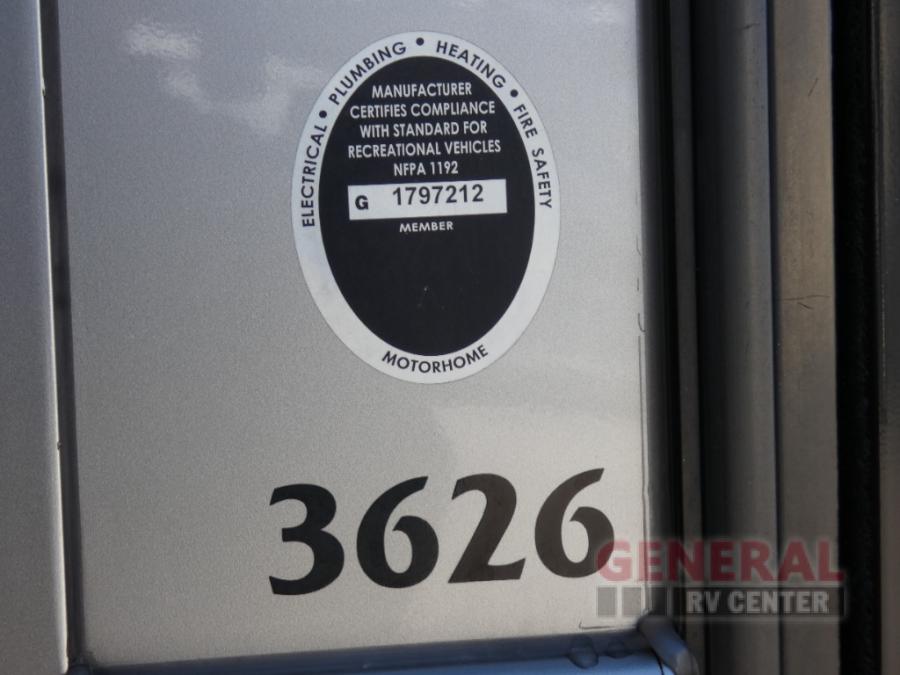 ELECTRICAL • PLUMBING • HEATING • FIRE SAFETY
MANUFACTURER
CERTIFIES COMPLIANCE
WITH STANDARD FOR
RECREATIONAL VEHICLES
NFPA 1192
G 1797212
MEMBER
MOTORHOME
3626
GENERAL
RV CENTER